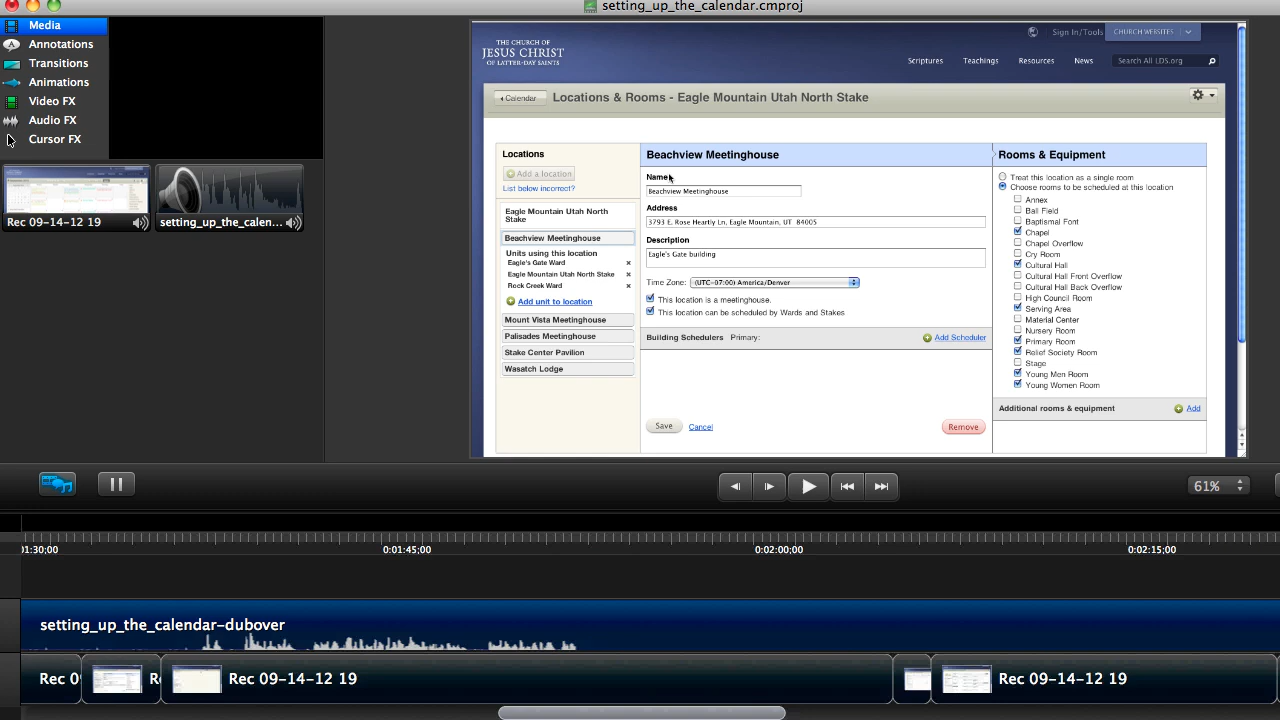 setting_up_the_calendar.cmproj
Media
Annotations
Transitions
Animations
Video FX
Audio FX
Cursor FX
Rec 09-14-12 19
setting_up_the_calen...
THE CHURCH OF
JESUS CHRIST
OF LATTER-DAY SAINTS
Sign In/Tools
CHURCH WEBSITES
Scriptures
Teachings
Resources
News
Search All LDS.org
Calendar
Locations & Rooms - Eagle Mountain Utah North Stake
Locations
Add a location
List below incorrect?
Eagle Mountain Utah North
Stake
Beachview Meetinghouse
Units using this location
Eagle's Gate Ward
Eagle Mountain Utah North Stake
Rock Creek Ward
Add unit to location
Mount Vista Meetinghouse
Palisades Meetinghouse
Stake Center Pavilion
Wasatch Lodge
Beachview Meetinghouse
Name
Beachview Meetinghouse
Address
3793 E. Rose Heartly Ln, Eagle Mountain, UT 84005
Description
Eagle's Gate building
Time Zone: (UTC-07:00) America/Denver
This location is a meetinghouse.
This location can be scheduled by Wards and Stakes
Building Schedulers Primary:
Add Scheduler
Save
Cancel
Remove
Rooms & Equipment
Treat this location as a single room
Choose rooms to be scheduled at this location
Annex
Ball Field
Baptismal Font
Chapel
Chapel Overflow
Cry Room
Cultural Hall
Cultural Hall Front Overflow
Cultural Hall Back Overflow
High Council Room
Serving Area
Material Center
Nursery Room
Primary Room
Relief Society Room
Stage
Young Men Room
Young Women Room
Additional rooms & equipment
Add
61%
01:30;00
0:01:45;00
0:02:00;00
0:02:15;00
setting_up_the_calendar-dubover
Rec 0
R
Rec 09-14-12 19
Rec 09-14-12 19